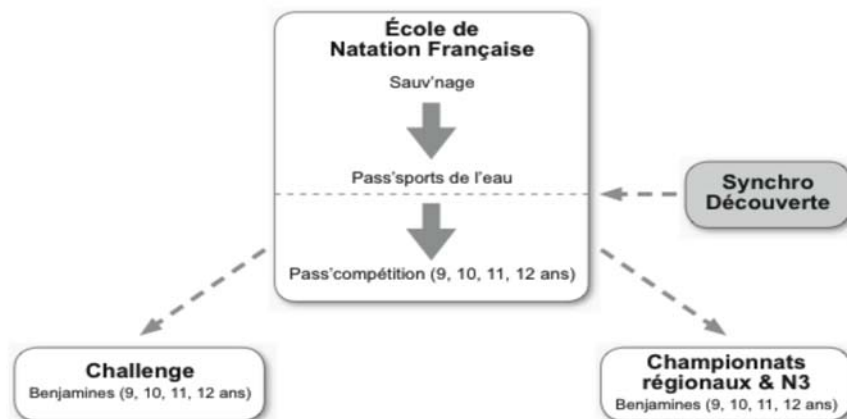 École de
Natation Française
Sauv'nage
Pass'sports de l'eau
Synchro
Découverte
Pass'compétition (9, 10, 11, 12 ans)
Challenge
Benjamines (9, 10, 11, 12 ans)
Championnats
régionaux & N3
Benjamines (9, 10, 11, 12 ans)